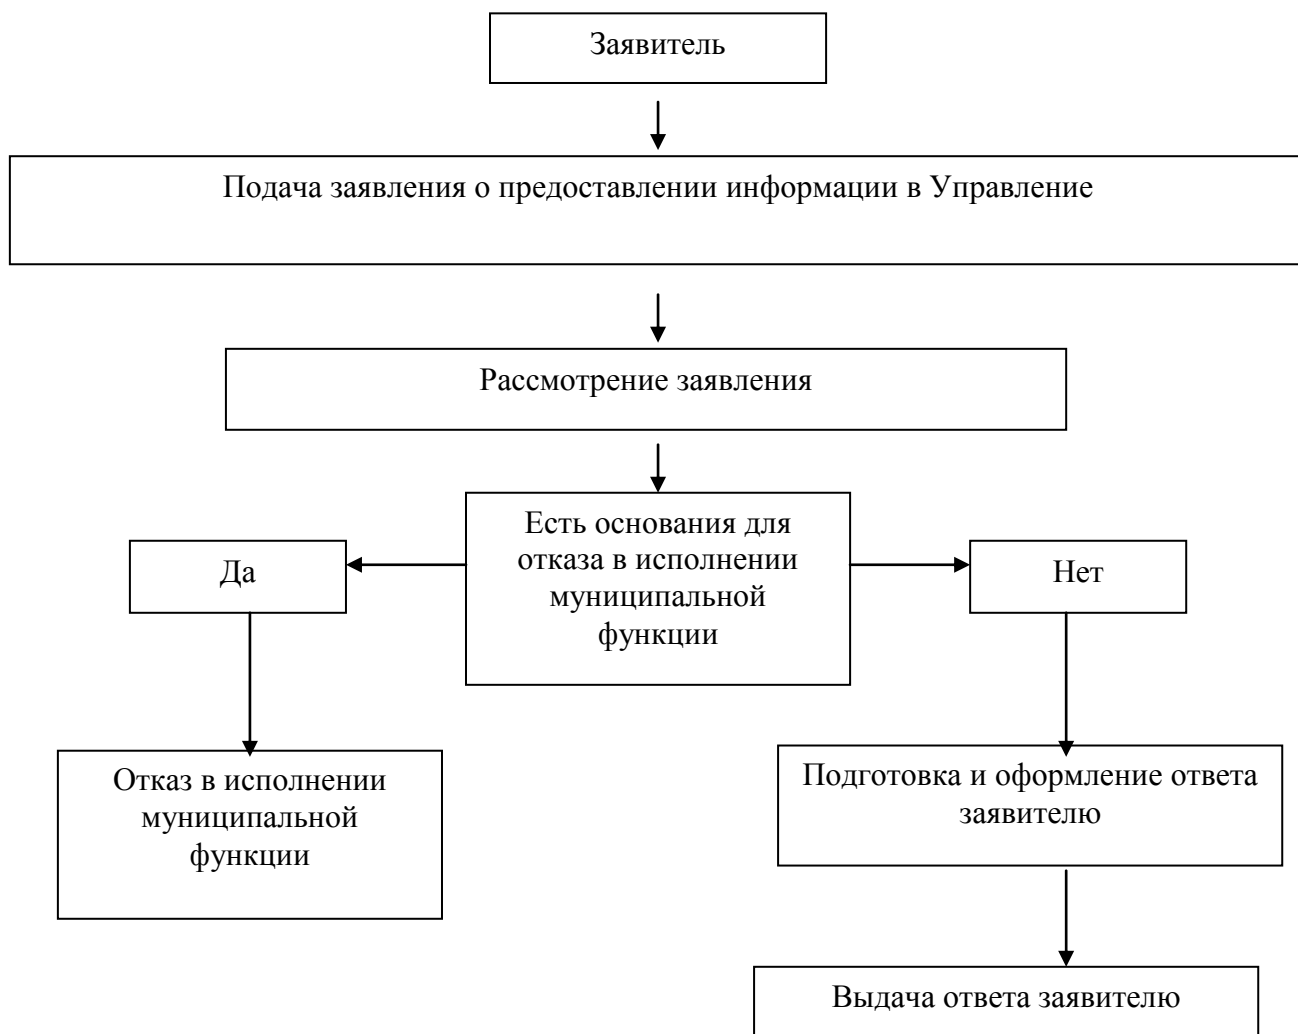 Заявитель
Подача заявления о предоставлении информации в Управление
Рассмотрение заявления
Есть основания для
отказа в исполнении
муниципальной
функции
Да
Нет
Отказ в исполнении
муниципальной
функции
Подготовка и оформление ответа
заявителю
Выдача ответа заявителю